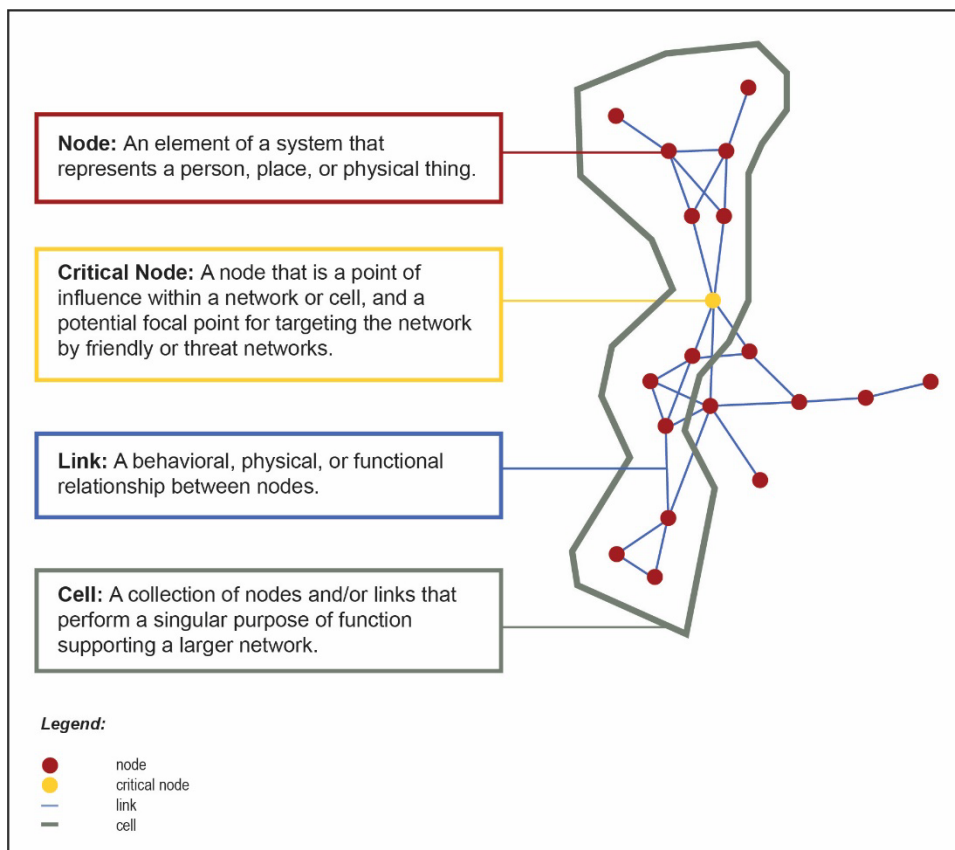 Node: An element of a system that
represents a person, place, or physical thing.
Critical Node: A node that is a point of
influence within a network or cell, and a
potential focal point for targeting the network
by friendly or threat networks.
Link: A behavioral, physical, or functional
relationship between nodes.
Cell: A collection of nodes and/or links that
perform a singular purpose of function
supporting a larger network.
Legend:
node
critical node
link
cell